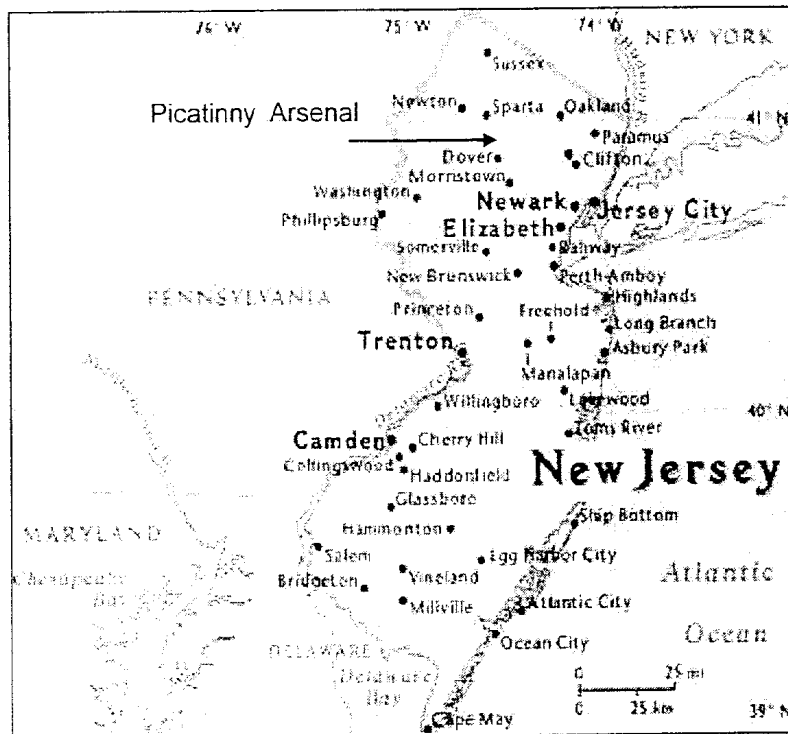 76° W
75° W
74° W
NEW YORK
Sussex
Newton
Sparta
Oakland
Picatinny Arsenal
41° N
Paramus
Dover
Clifton
Morristown
Washington
Newark
Jersey City
Phillipsburg
Elizabeth
Somerville
Rahway
New Brunswick
Perth Amboy
PENNSYLVANIA
Highlands
Princeton
Freehold
Long Branch
Trenton
Asbury Park
Manalapan
Lakewood
Willingboro
40° N
Toms River
Camden
Cherry Hill
Collingswood
Haddonfield
New Jersey
Glassboro
Ship Bottom
MARYLAND
Hammonton
Salem
Egg Harbor City
Chesapeake
Bay
Bridgeton
Vineland
Atlantic
Millville
Atlantic City
Ocean
DELAWARE
Ocean City
Delaware
Bay
0 25 mi
0 25 km
Cape May
39° N